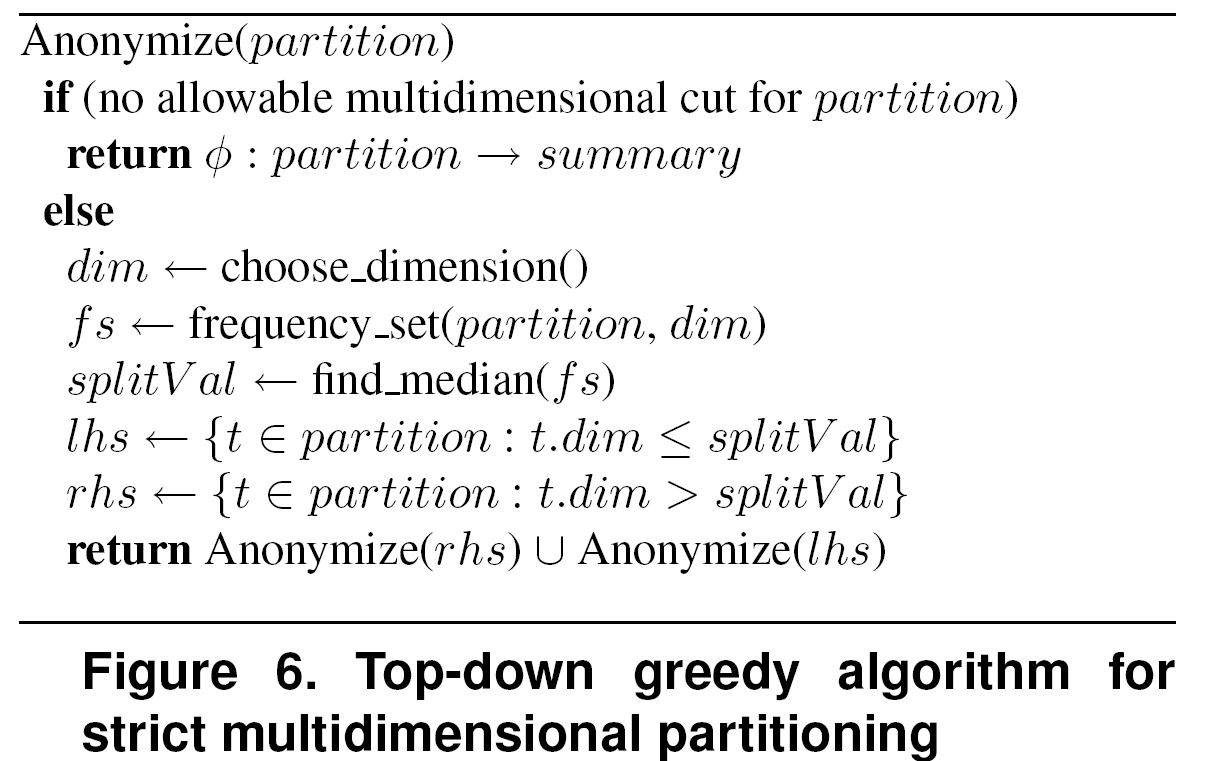 Anonymize(partition)
if (no allowable multidimensional cut for partition)
return ϕ : partition → summary
else
dim ← choose_dimension()
fs ← frequency_set(partition, dim)
splitVal ← find_median(fs)
lhs ← {t ∈ partition : t.dim ≤ splitVal}
rhs ← {t ∈ partition : t.dim > splitVal}
return Anonymize(rhs) ∪ Anonymize(lhs)
Figure 6. Top-down greedy algorithm for
strict multidimensional partitioning